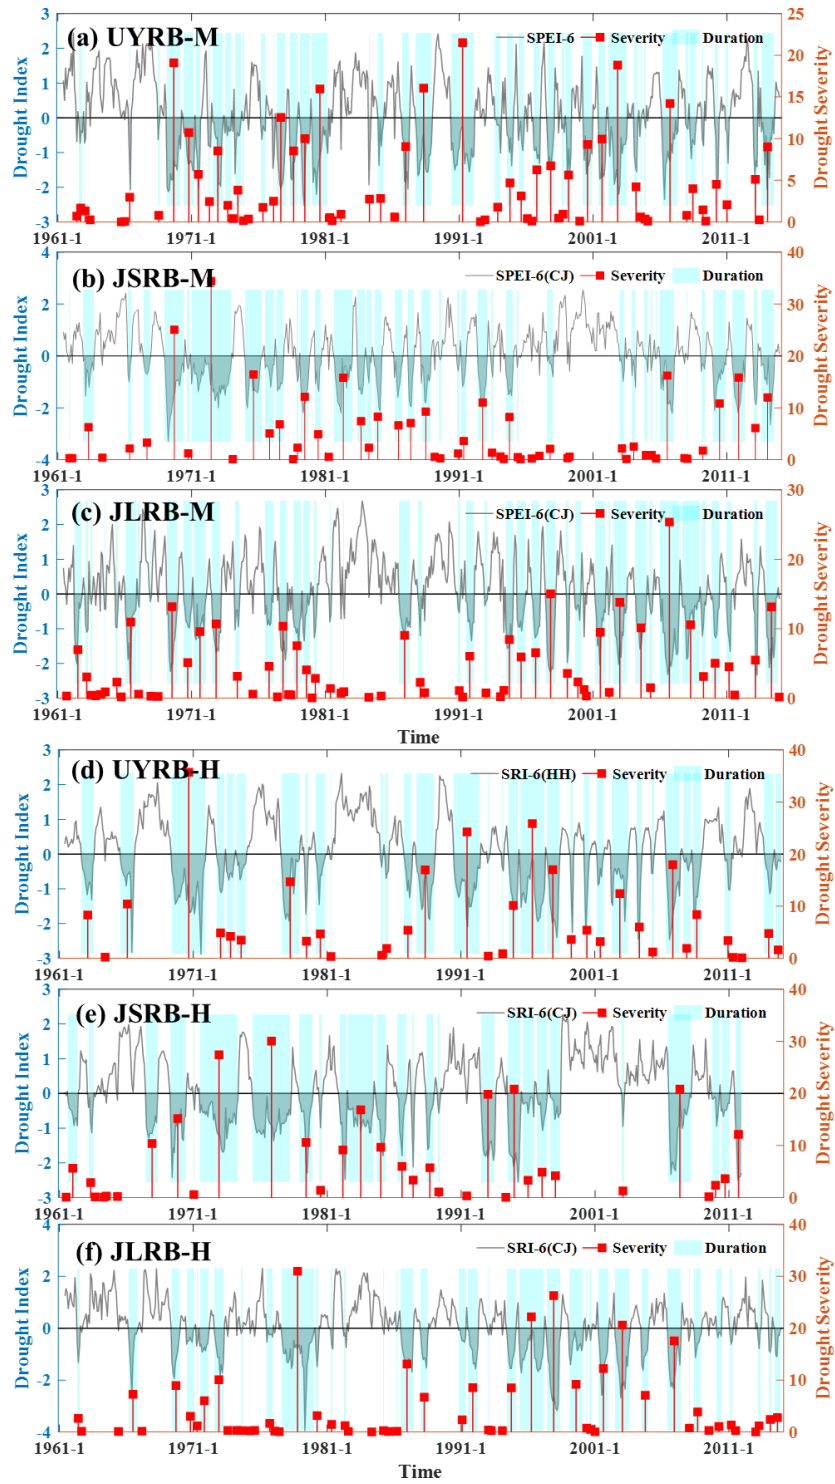 (a) UYRB-M
SPEI-6 Severity Duration
Drought Index
Drought Severity
3 2 1 0 -1 -2 -3
25 20 15 10 5 0
1961-1 1971-1 1981-1 1991-1 2001-1 2011-1
(b) JSRB-M
SPEI-6(CJ) Severity Duration
Drought Index
Drought Severity
4 2 0 -2 -4
40 30 20 10 0
1961-1 1971-1 1981-1 1991-1 2001-1 2011-1
(c) JLRB-M
SPEI-6(CJ) Severity Duration
Drought Index
Drought Severity
3 2 1 0 -1 -2 -3
30 20 10 0
1961-1 1971-1 1981-1 1991-1 2001-1 2011-1
Time
(d) UYRB-H
SRI-6(HH) Severity Duration
Drought Index
Drought Severity
3 2 1 0 -1 -2 -3
40 30 20 10 0
1961-1 1971-1 1981-1 1991-1 2001-1 2011-1
(e) JSRB-H
SRI-6(CJ) Severity Duration
Drought Index
Drought Severity
3 2 1 0 -1 -2 -3
40 30 20 10 0
1961-1 1971-1 1981-1 1991-1 2001-1 2011-1
(f) JLRB-H
SRI-6(CJ) Severity Duration
Drought Index
Drought Severity
4 2 0 -2 -4
40 30 20 10 0
1961-1 1971-1 1981-1 1991-1 2001-1 2011-1
Time